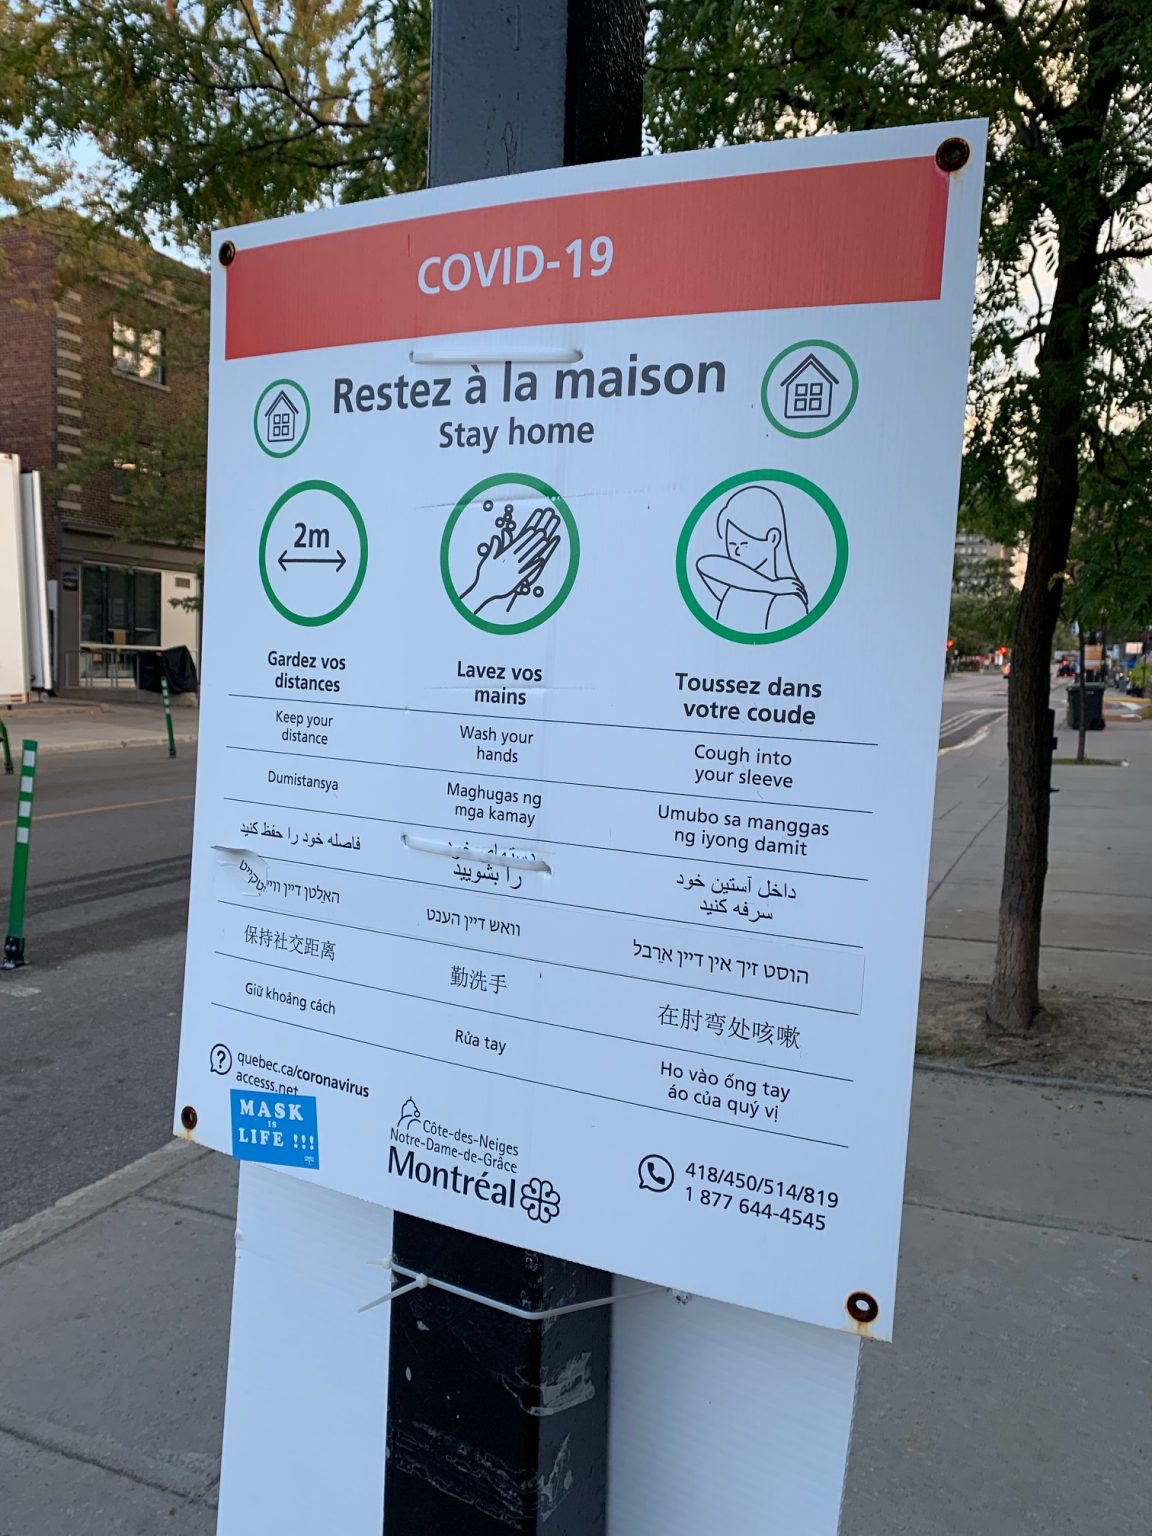 COVID-19
Restez à la maison
Stay home
2m
Gardez vos
distances
Lavez vos
mains
Toussez dans
votre coude
Keep your
distance
Wash your
hands
Cough into
your sleeve
Dumistansya
Maghugas ng
mga kamay
Umubo sa manggas
ng iyong damit
فاصله خود را حفظ کنید
دستهای خود
را بشویید
داخل آستین خود
سرفه کنید
האַלטן דיין
וואש דיין הענט
הוסט זיך אין דיין אַרבל
保持社交距离
勤洗手
在肘弯处咳嗽
Giữ khoảng cách
Rửa tay
Ho vào ống tay
áo của quý vị
quebec.ca/coronavirus
accesss.net
MASK
IS
LIFE !!!
Côte-des-Neiges
Notre-Dame-de-Grâce
Montréal
418/450/514/819
1 877 644-4545